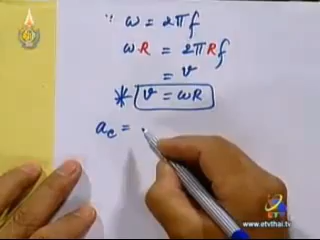 ∵ ω = 2πf
ωR = 2πRf
= v
* v = ωR
a_c =
ETV
www.etvthai.tv